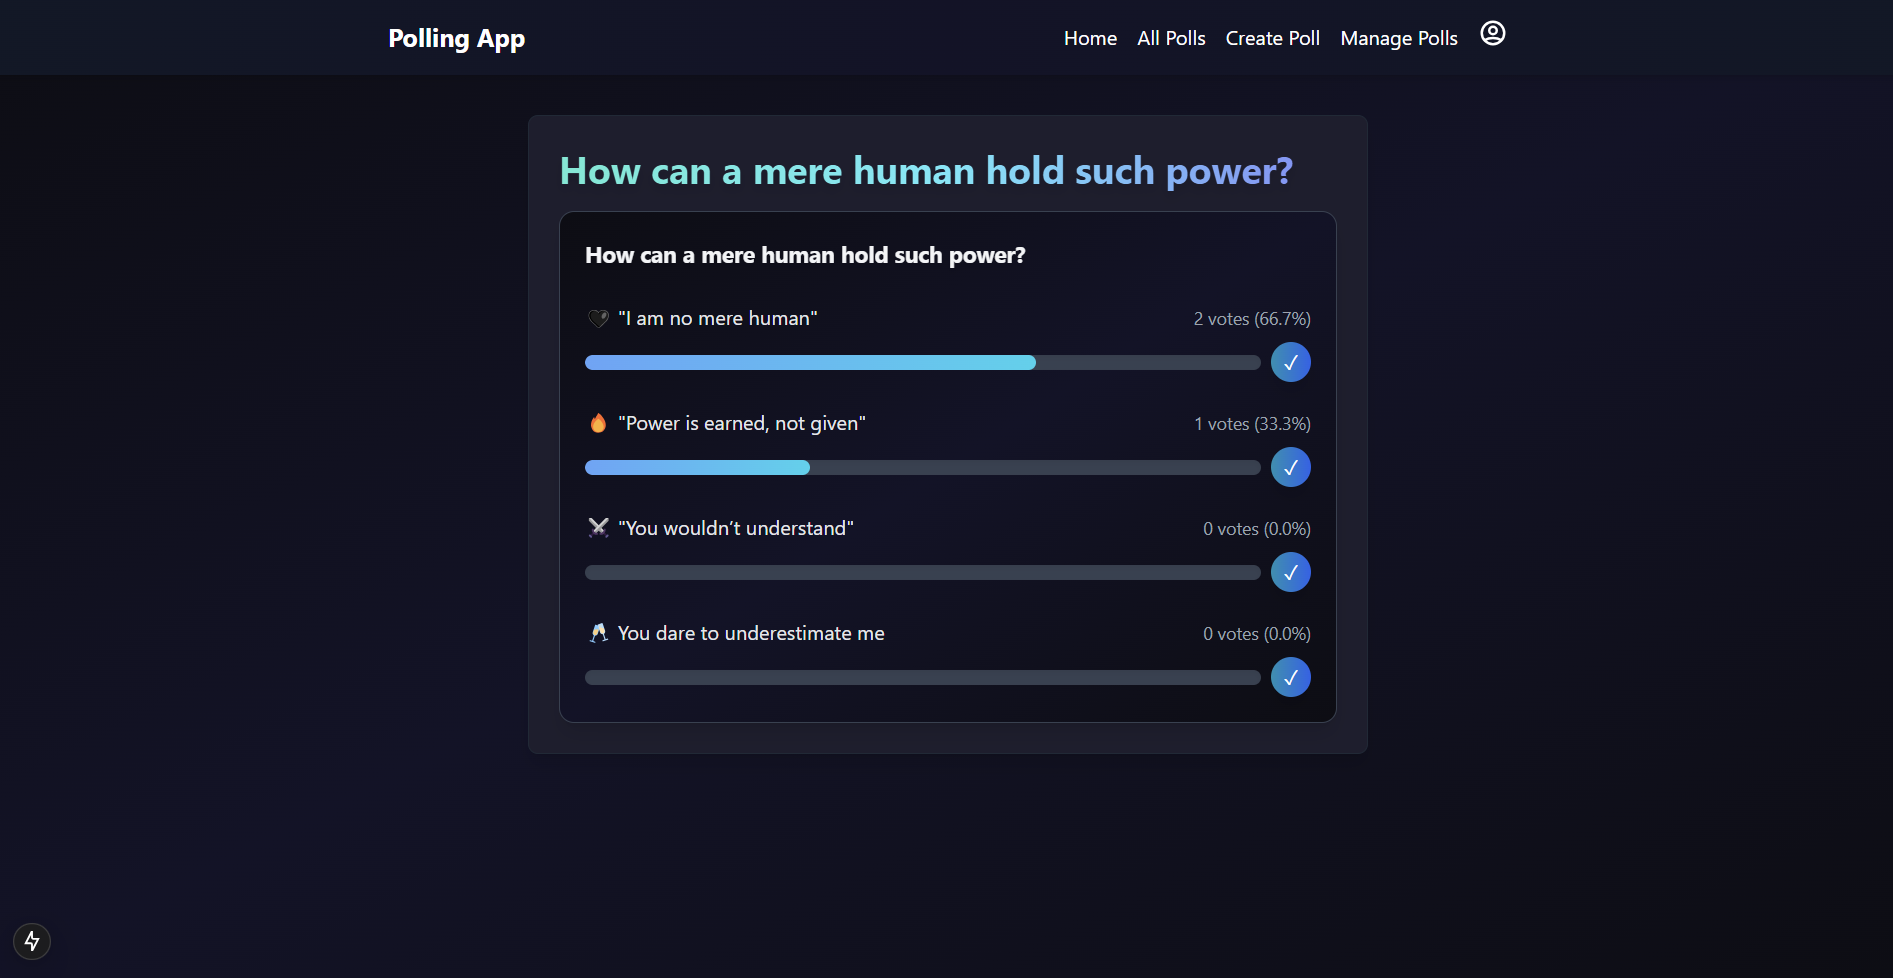 Polling App
Home All Polls Create Poll Manage Polls
How can a mere human hold such power?
How can a mere human hold such power?
🖤 "I am no mere human" 2 votes (66.7%)
✓
🔥 "Power is earned, not given" 1 votes (33.3%)
✓
⚔️ "You wouldn’t understand" 0 votes (0.0%)
✓
🥂 You dare to underestimate me 0 votes (0.0%)
✓